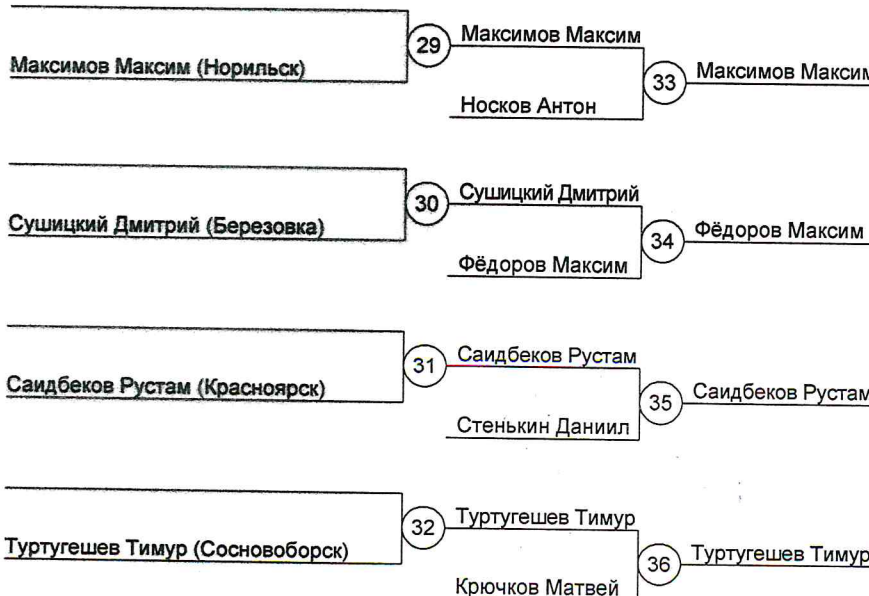 Максимов Максим (Норильск)
29
Максимов Максим
Носков Антон
33
Максимов Максим
Сушицкий Дмитрий (Березовка)
30
Сушицкий Дмитрий
Фёдоров Максим
34
Фёдоров Максим
Саидбеков Рустам (Красноярск)
31
Саидбеков Рустам
Стенькин Даниил
35
Саидбеков Рустам
Туртугешев Тимур (Сосновоборск)
32
Туртугешев Тимур
Крючков Матвей
36
Туртугешев Тимур